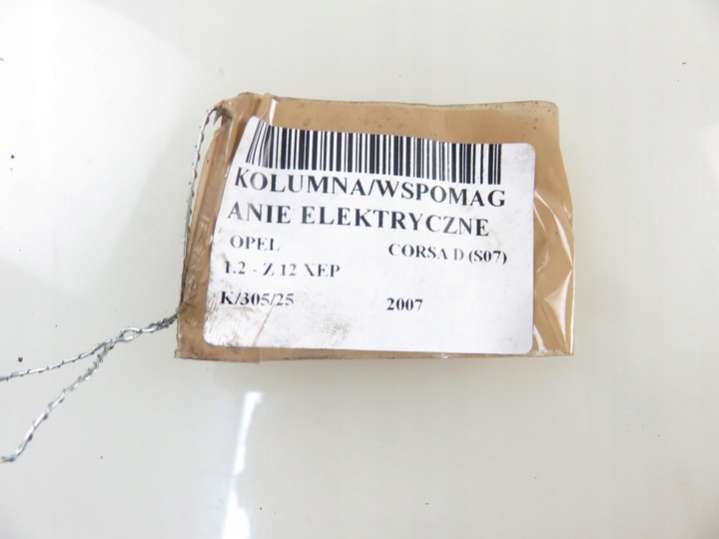 KOLUMNA/WSPOMAG
ANIE ELEKTRYCZNE
OPEL CORSA D (S07)
1.2 - Z 12 XEP
K/305/25 2007